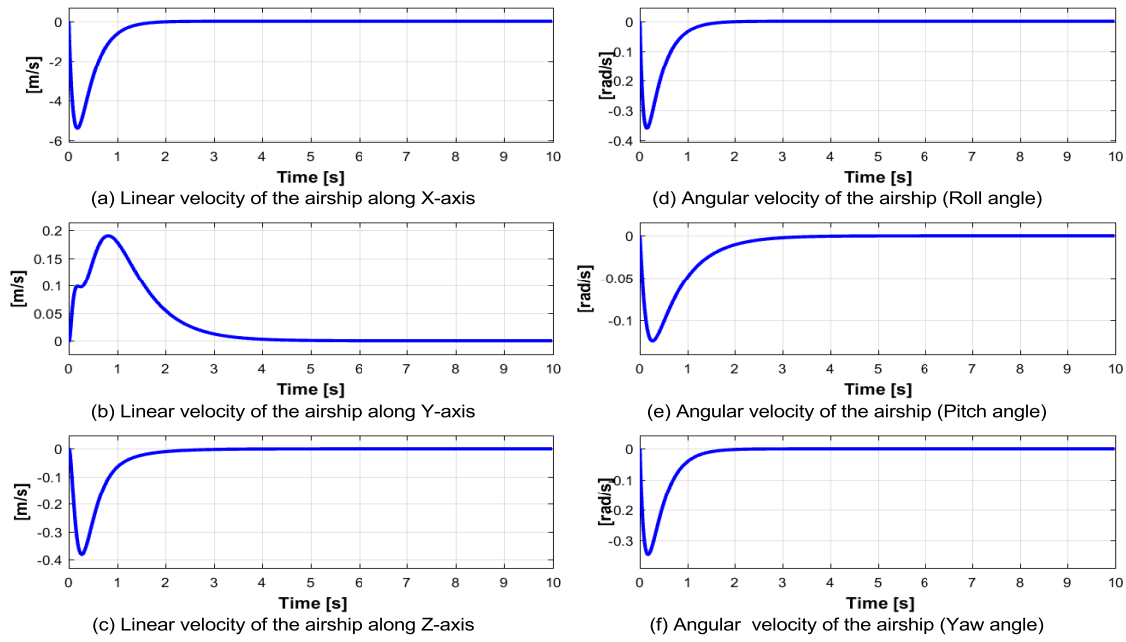 0
-2
-4
-6
[m/s]
0 1 2 3 4 5 6 7 8 9 10
Time [s]
(a) Linear velocity of the airship along X-axis
0
-0.1
-0.2
-0.3
-0.4
[rad/s]
0 1 2 3 4 5 6 7 8 9 10
Time [s]
(d) Angular velocity of the airship (Roll angle)
0.2
0.15
0.1
0.05
0
[m/s]
0 1 2 3 4 5 6 7 8 9 10
Time [s]
(b) Linear velocity of the airship along Y-axis
0
-0.05
-0.1
[rad/s]
0 1 2 3 4 5 6 7 8 9 10
Time [s]
(e) Angular velocity of the airship (Pitch angle)
0
-0.1
-0.2
-0.3
-0.4
[m/s]
0 1 2 3 4 5 6 7 8 9 10
Time [s]
(c) Linear velocity of the airship along Z-axis
0
-0.1
-0.2
-0.3
[rad/s]
0 1 2 3 4 5 6 7 8 9 10
Time [s]
(f) Angular velocity of the airship (Yaw angle)